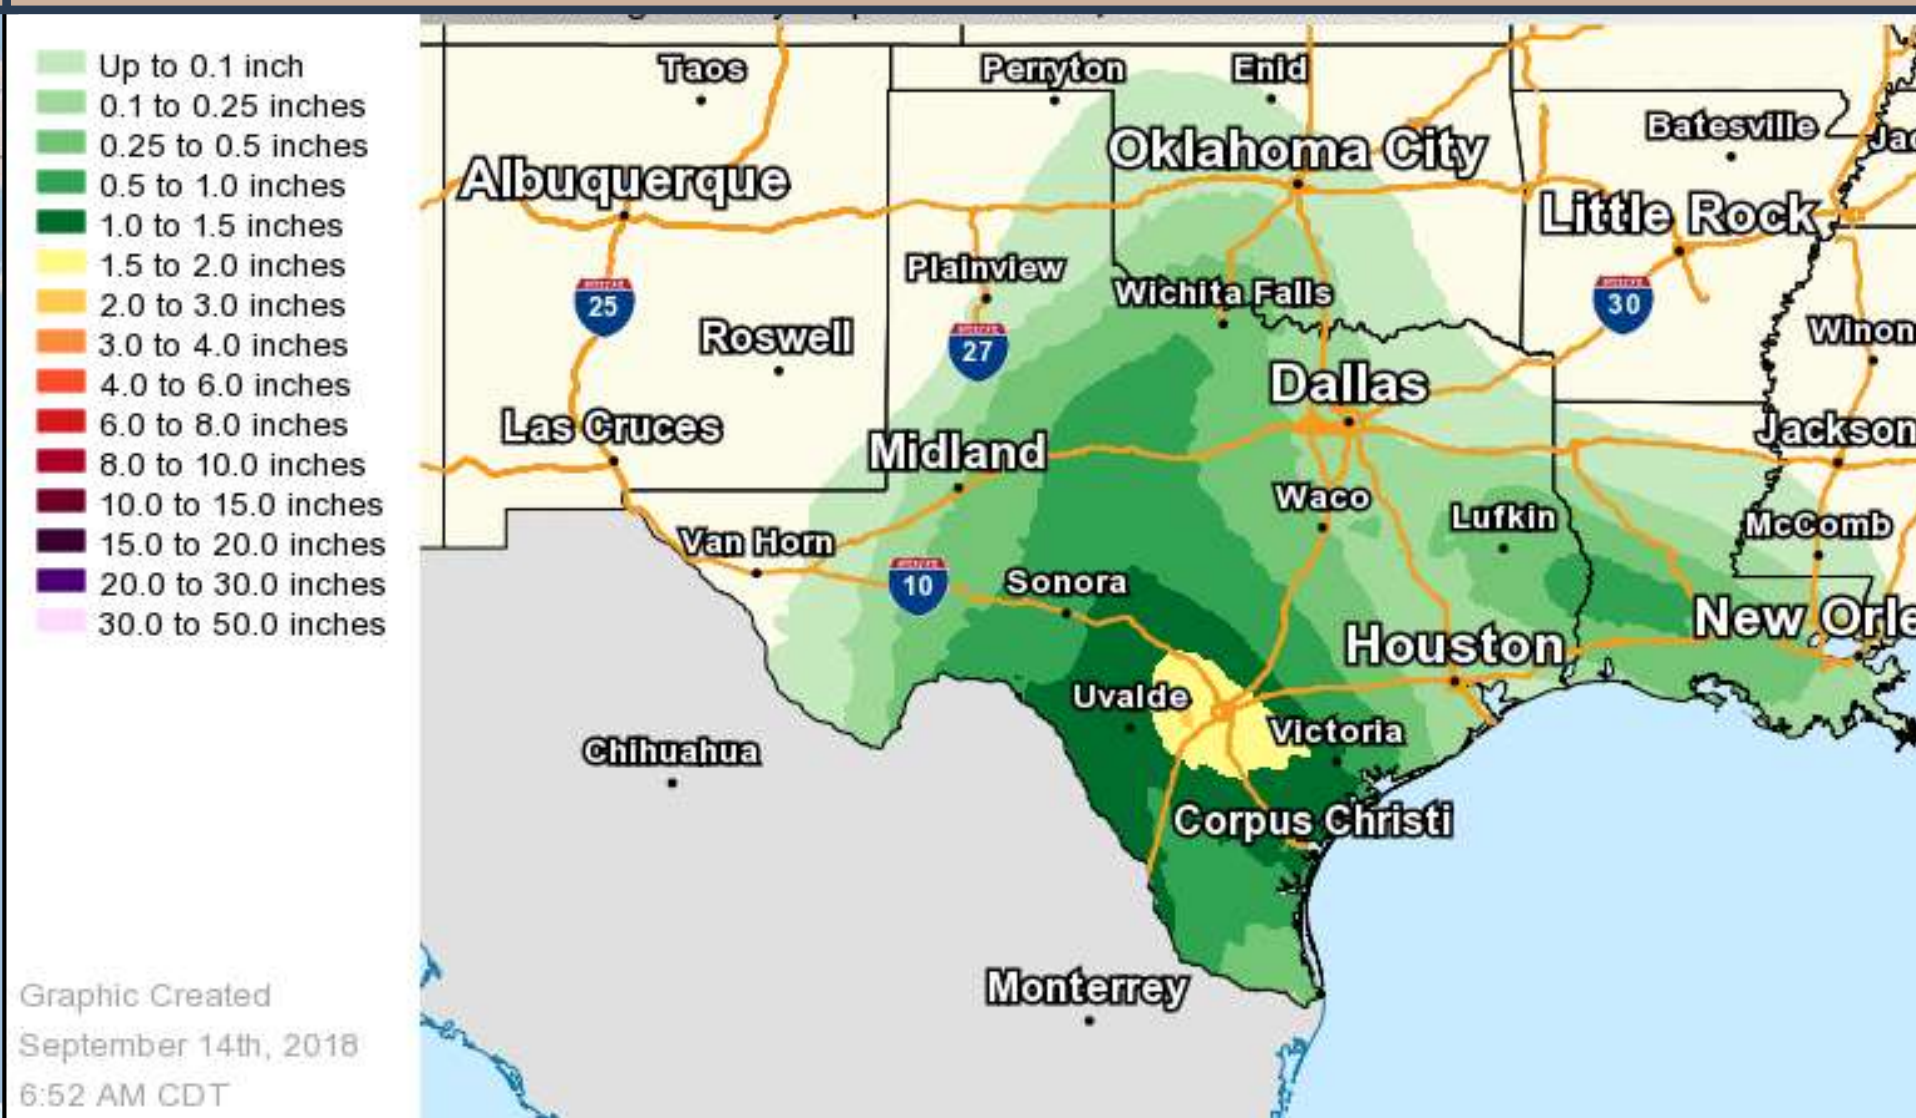 Up to 0.1 inch
0.1 to 0.25 inches
0.25 to 0.5 inches
0.5 to 1.0 inches
1.0 to 1.5 inches
1.5 to 2.0 inches
2.0 to 3.0 inches
3.0 to 4.0 inches
4.0 to 6.0 inches
6.0 to 8.0 inches
8.0 to 10.0 inches
10.0 to 15.0 inches
15.0 to 20.0 inches
20.0 to 30.0 inches
30.0 to 50.0 inches
Graphic Created
September 14th, 2018
6:52 AM CDT
Taos
Perryton
Enid
Batesville
Jac
Oklahoma City
Albuquerque
Little Rock
Plainview
Wichita Falls
25
30
Roswell
27
Winon
Dallas
Las Cruces
Midland
Jackson
Waco
Lufkin
McComb
Van Horn
10
Sonora
New Orle
Houston
Uvalde
Victoria
Chihuahua
Corpus Christi
Monterrey